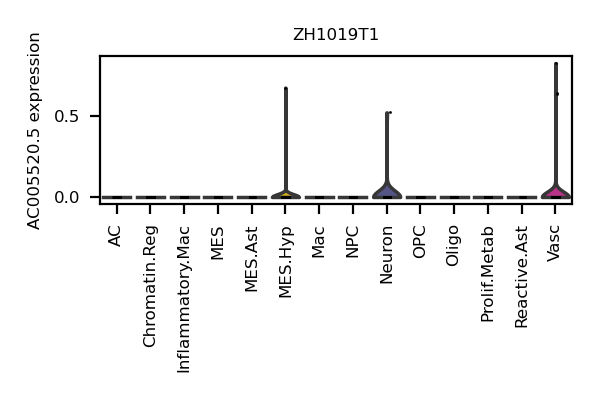 ZH1019T1
AC005520.5 expression
0.5
0.0
AC
Chromatin.Reg
Inflammatory.Mac
MES
MES.Ast
MES.Hyp
Mac
NPC
Neuron
OPC
Oligo
Prolif.Metab
Reactive.Ast
Vasc